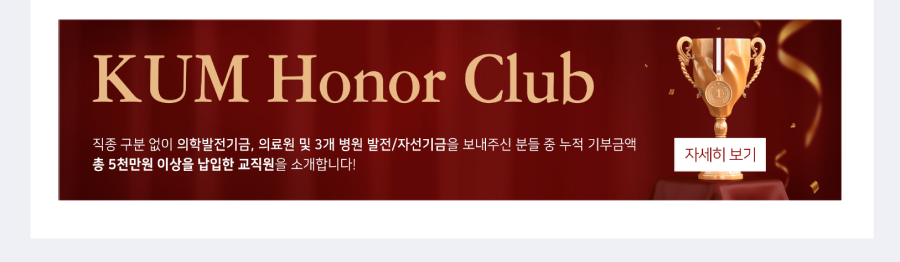 KUM Honor Club
직종 구분 없이 의학발전기금, 의료원 및 3개 병원 발전/자선기금을 보내주신 분들 중 누적 기부금액
총 5천만원 이상을 납입한 교직원을 소개합니다!
자세히 보기
1